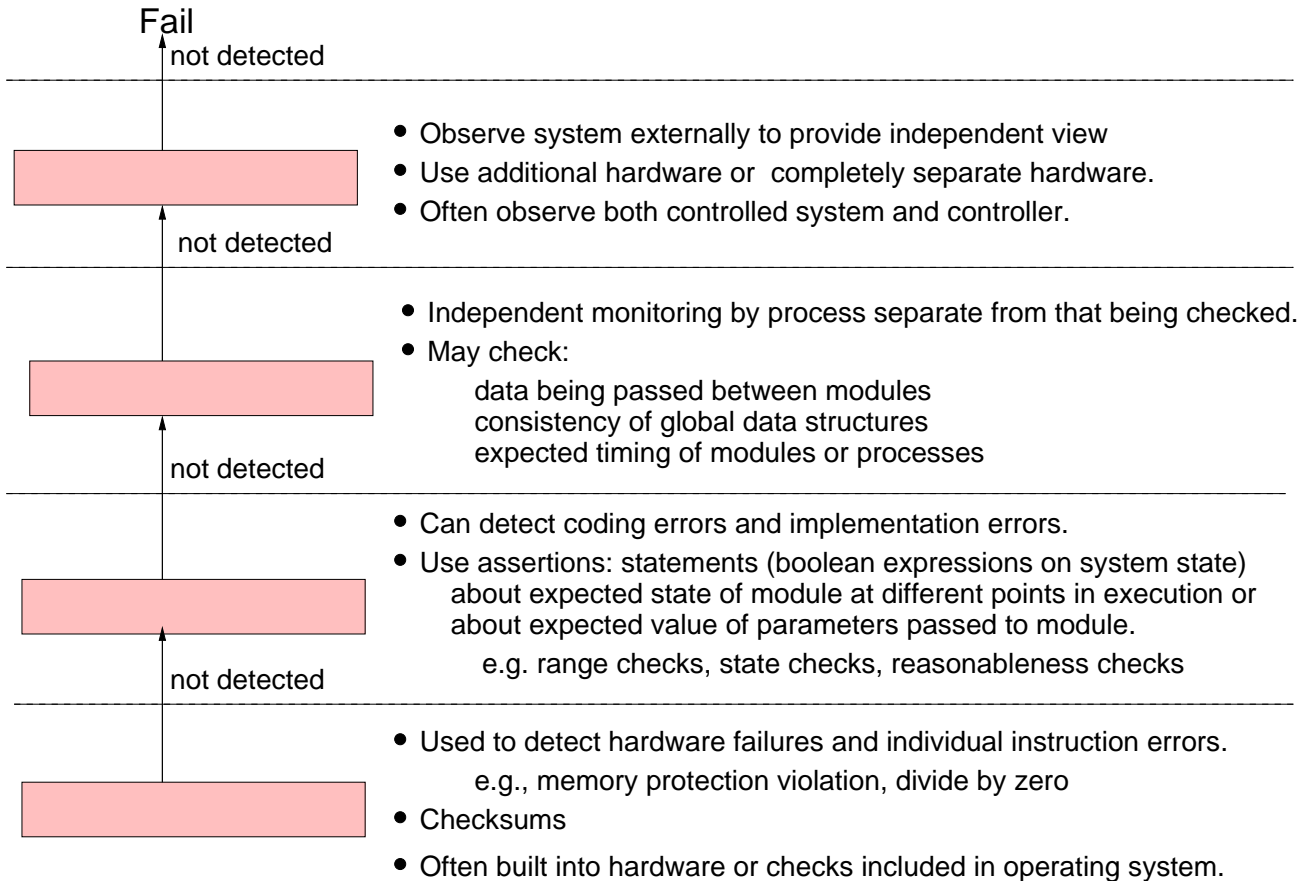 Fail
not detected
• Observe system externally to provide independent view
• Use additional hardware or completely separate hardware.
• Often observe both controlled system and controller.
not detected
• Independent monitoring by process separate from that being checked.
• May check:
data being passed between modules
consistency of global data structures
expected timing of modules or processes
not detected
• Can detect coding errors and implementation errors.
• Use assertions: statements (boolean expressions on system state)
about expected state of module at different points in execution or
about expected value of parameters passed to module.
e.g. range checks, state checks, reasonableness checks
not detected
• Used to detect hardware failures and individual instruction errors.
e.g., memory protection violation, divide by zero
• Checksums
• Often built into hardware or checks included in operating system.